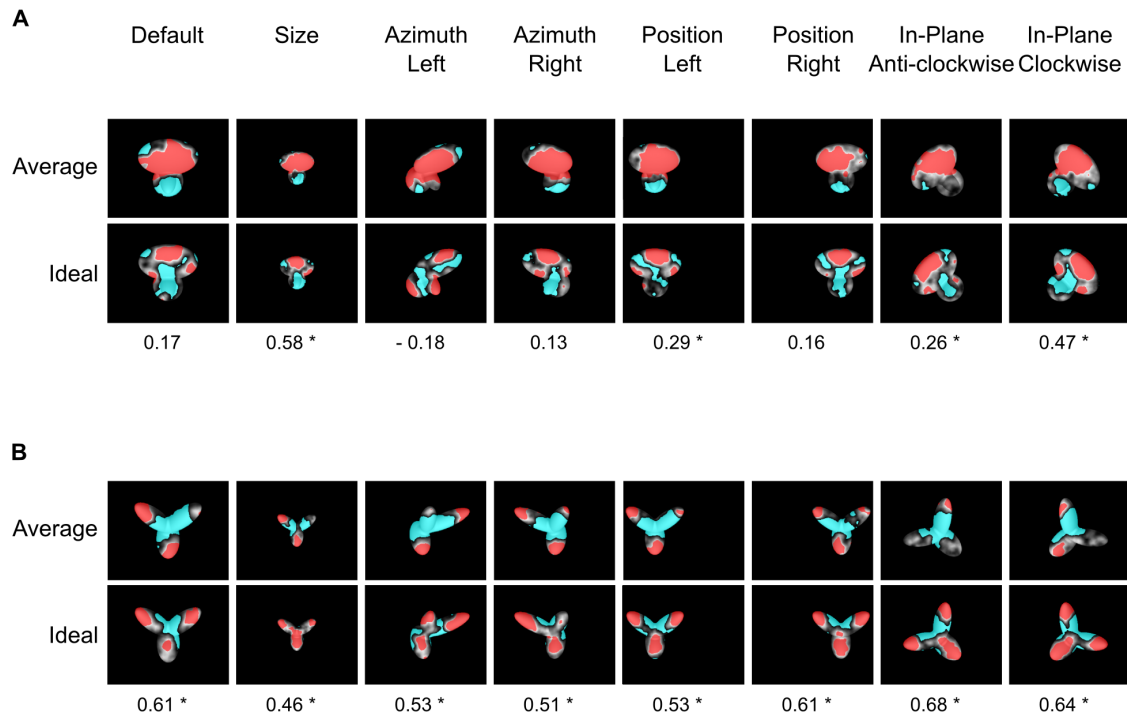 A
Default Size Azimuth Azimuth Position Position In-Plane In-Plane
Left Right Left Right Anti-clockwise Clockwise
Average
Ideal
0.17 0.58 * - 0.18 0.13 0.29 * 0.16 0.26 * 0.47 *
B
Average
Ideal
0.61 * 0.46 * 0.53 * 0.51 * 0.53 * 0.61 * 0.68 * 0.64 *